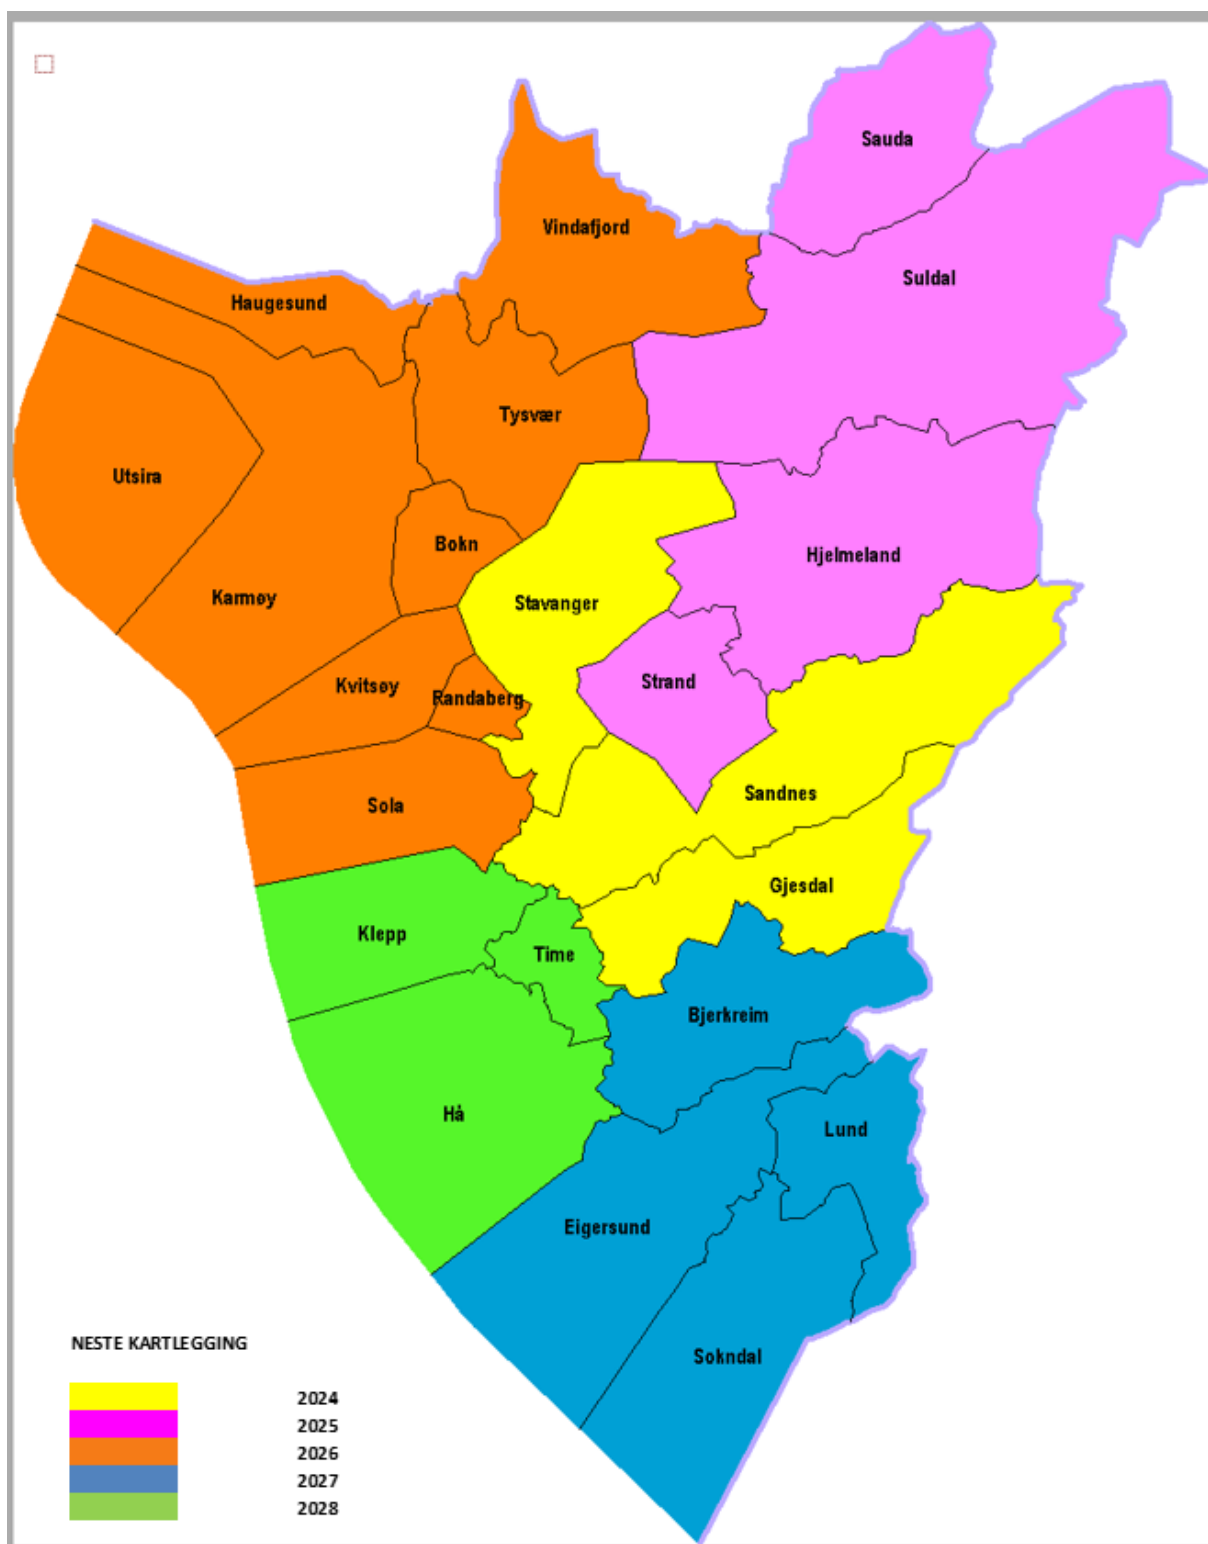 Sauda
Vindafjord
Suldal
Haugesund
Tysvær
Utsira
Bokn
Hjelmeland
Karmøy
Stavanger
Kvitsøy
Strand
Randaberg
Sandnes
Sola
Gjesdal
Klepp
Time
Bjerkreim
Hå
Lund
Eigersund
Sokndal
NESTE KARTLEGGING
2024
2025
2026
2027
2028